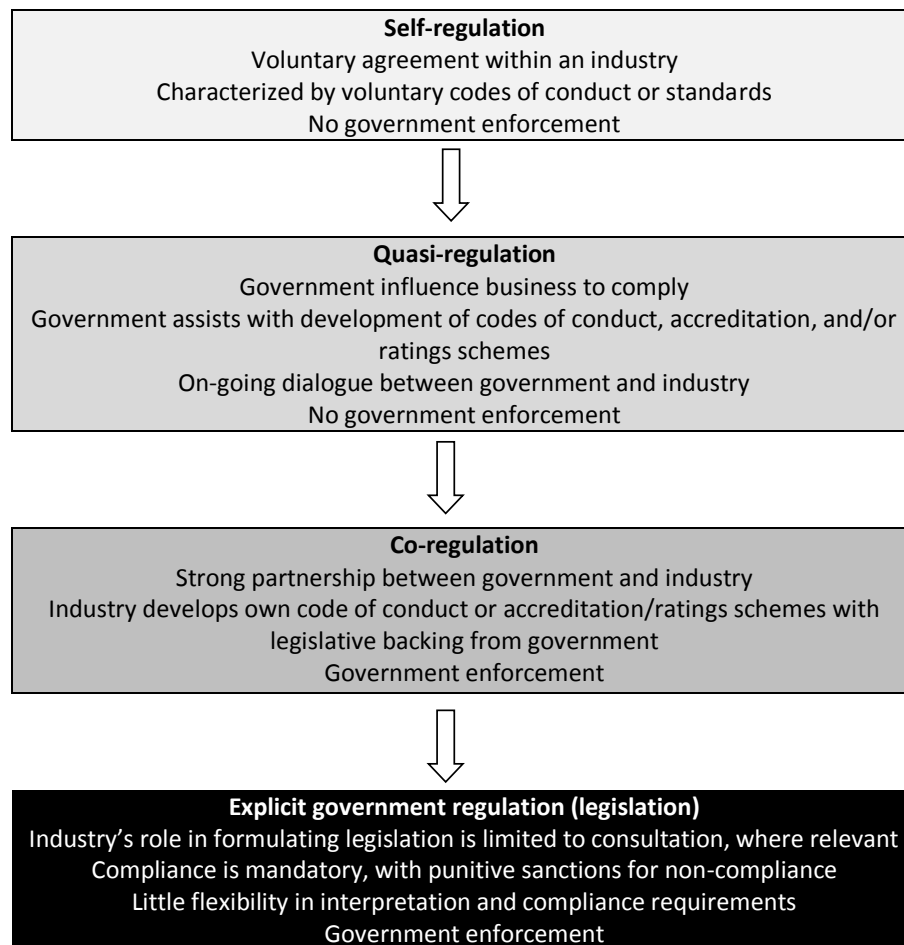 Self-regulation
Voluntary agreement within an industry
Characterized by voluntary codes of conduct or standards
No government enforcement
Quasi-regulation
Government influence business to comply
Government assists with development of codes of conduct, accreditation, and/or
ratings schemes
On-going dialogue between government and industry
No government enforcement
Co-regulation
Strong partnership between government and industry
Industry develops own code of conduct or accreditation/ratings schemes with
legislative backing from government
Government enforcement
Explicit government regulation (legislation)
Industry’s role in formulating legislation is limited to consultation, where relevant
Compliance is mandatory, with punitive sanctions for non-compliance
Little flexibility in interpretation and compliance requirements
Government enforcement